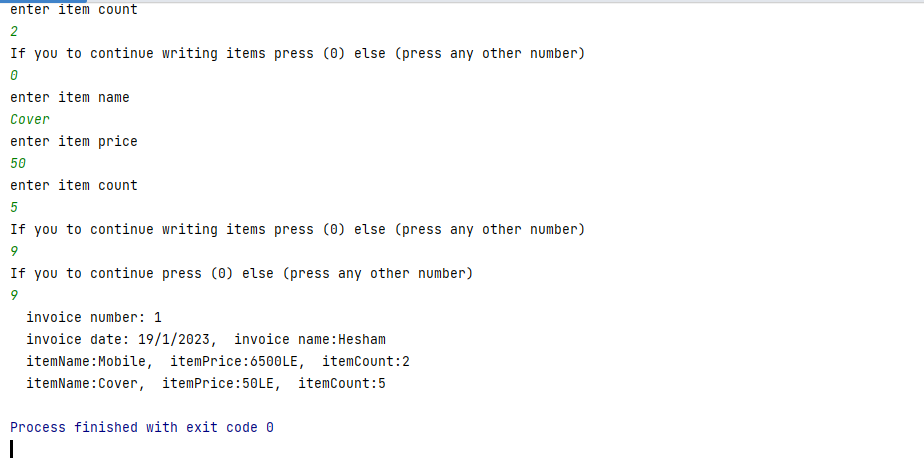 enter item count
2
If you to continue writing items press (0) else (press any other number)
0
enter item name
Cover
enter item price
50
enter item count
5
If you to continue writing items press (0) else (press any other number)
9
If you to continue press (0) else (press any other number)
9
invoice number: 1
invoice date: 19/1/2023,  invoice name:Hesham
itemName:Mobile,  itemPrice:6500LE,  itemCount:2
itemName:Cover,  itemPrice:50LE,  itemCount:5
Process finished with exit code 0